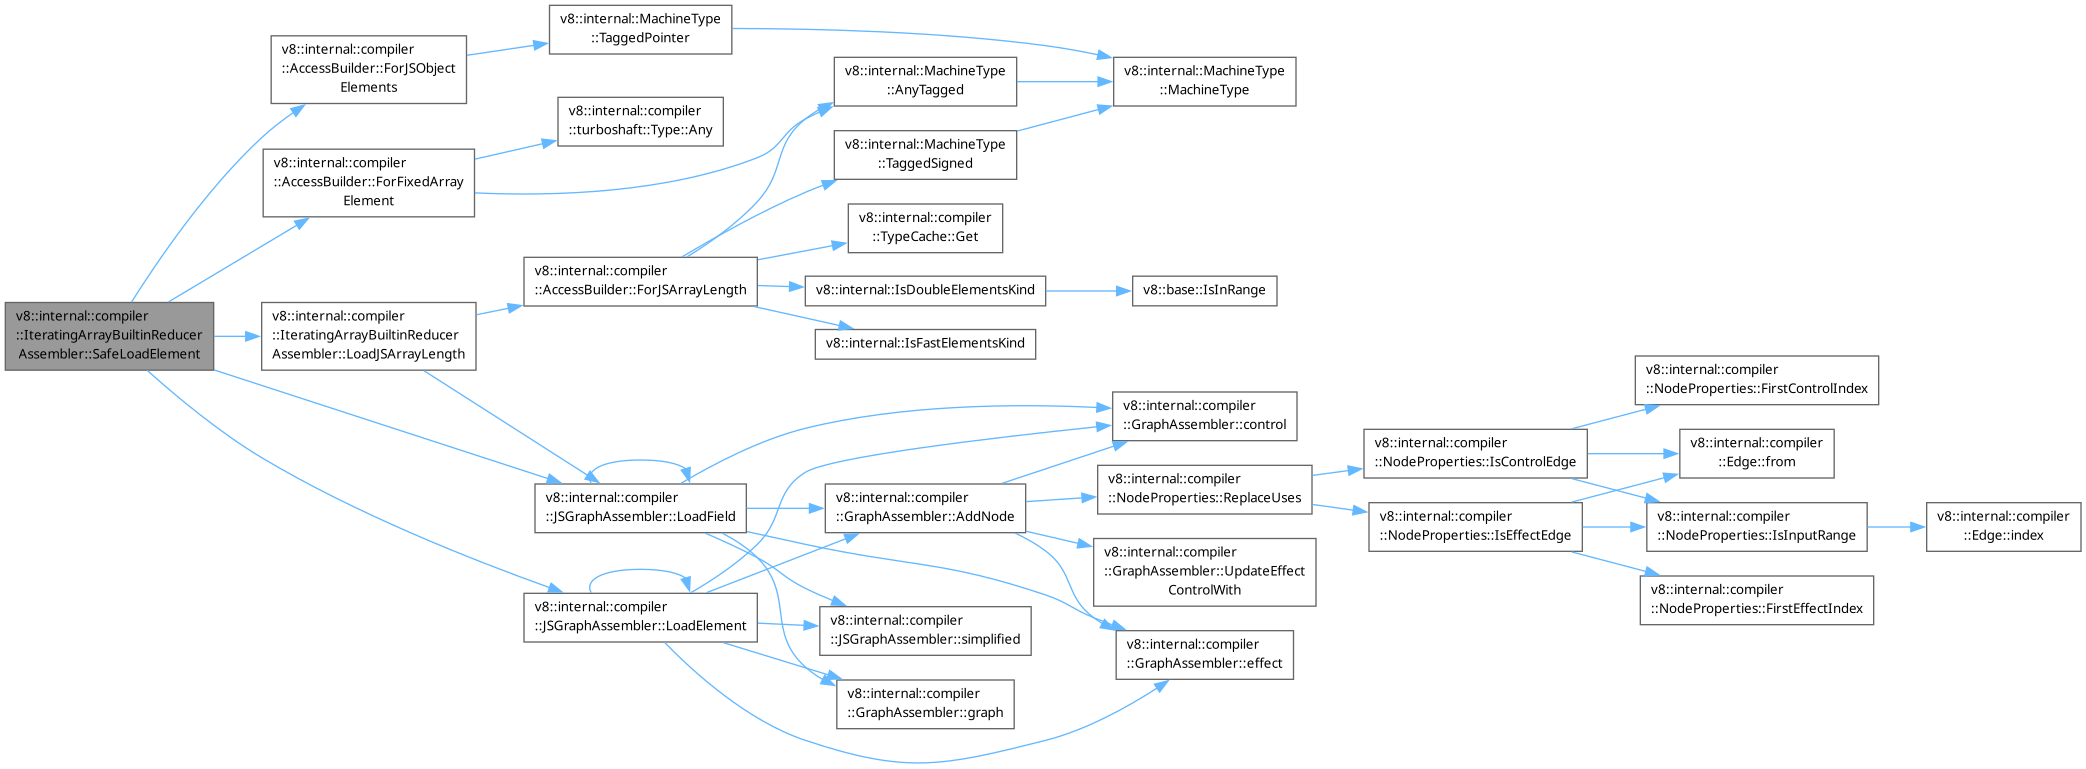 v8::internal::compiler
::IteratingArrayBuiltinReducer
Assembler::SafeLoadElement
v8::internal::compiler
::AccessBuilder::ForJSObject
Elements
v8::internal::MachineType
::TaggedPointer
v8::internal::MachineType
::MachineType
v8::internal::compiler
::AccessBuilder::ForFixedArray
Element
v8::internal::compiler
::turboshaft::Type::Any
v8::internal::MachineType
::AnyTagged
v8::internal::compiler
::IteratingArrayBuiltinReducer
Assembler::LoadJSArrayLength
v8::internal::compiler
::AccessBuilder::ForJSArrayLength
v8::internal::MachineType
::TaggedSigned
v8::internal::compiler
::TypeCache::Get
v8::internal::IsDoubleElementsKind
v8::base::IsInRange
v8::internal::IsFastElementsKind
v8::internal::compiler
::JSGraphAssembler::LoadField
v8::internal::compiler
::GraphAssembler::control
v8::internal::compiler
::GraphAssembler::AddNode
v8::internal::compiler
::NodeProperties::ReplaceUses
v8::internal::compiler
::NodeProperties::IsControlEdge
v8::internal::compiler
::NodeProperties::FirstControlIndex
v8::internal::compiler
::Edge::from
v8::internal::compiler
::NodeProperties::IsInputRange
v8::internal::compiler
::Edge::index
v8::internal::compiler
::NodeProperties::IsEffectEdge
v8::internal::compiler
::NodeProperties::FirstEffectIndex
v8::internal::compiler
::GraphAssembler::UpdateEffect
ControlWith
v8::internal::compiler
::GraphAssembler::effect
v8::internal::compiler
::JSGraphAssembler::LoadElement
v8::internal::compiler
::JSGraphAssembler::simplified
v8::internal::compiler
::GraphAssembler::graph